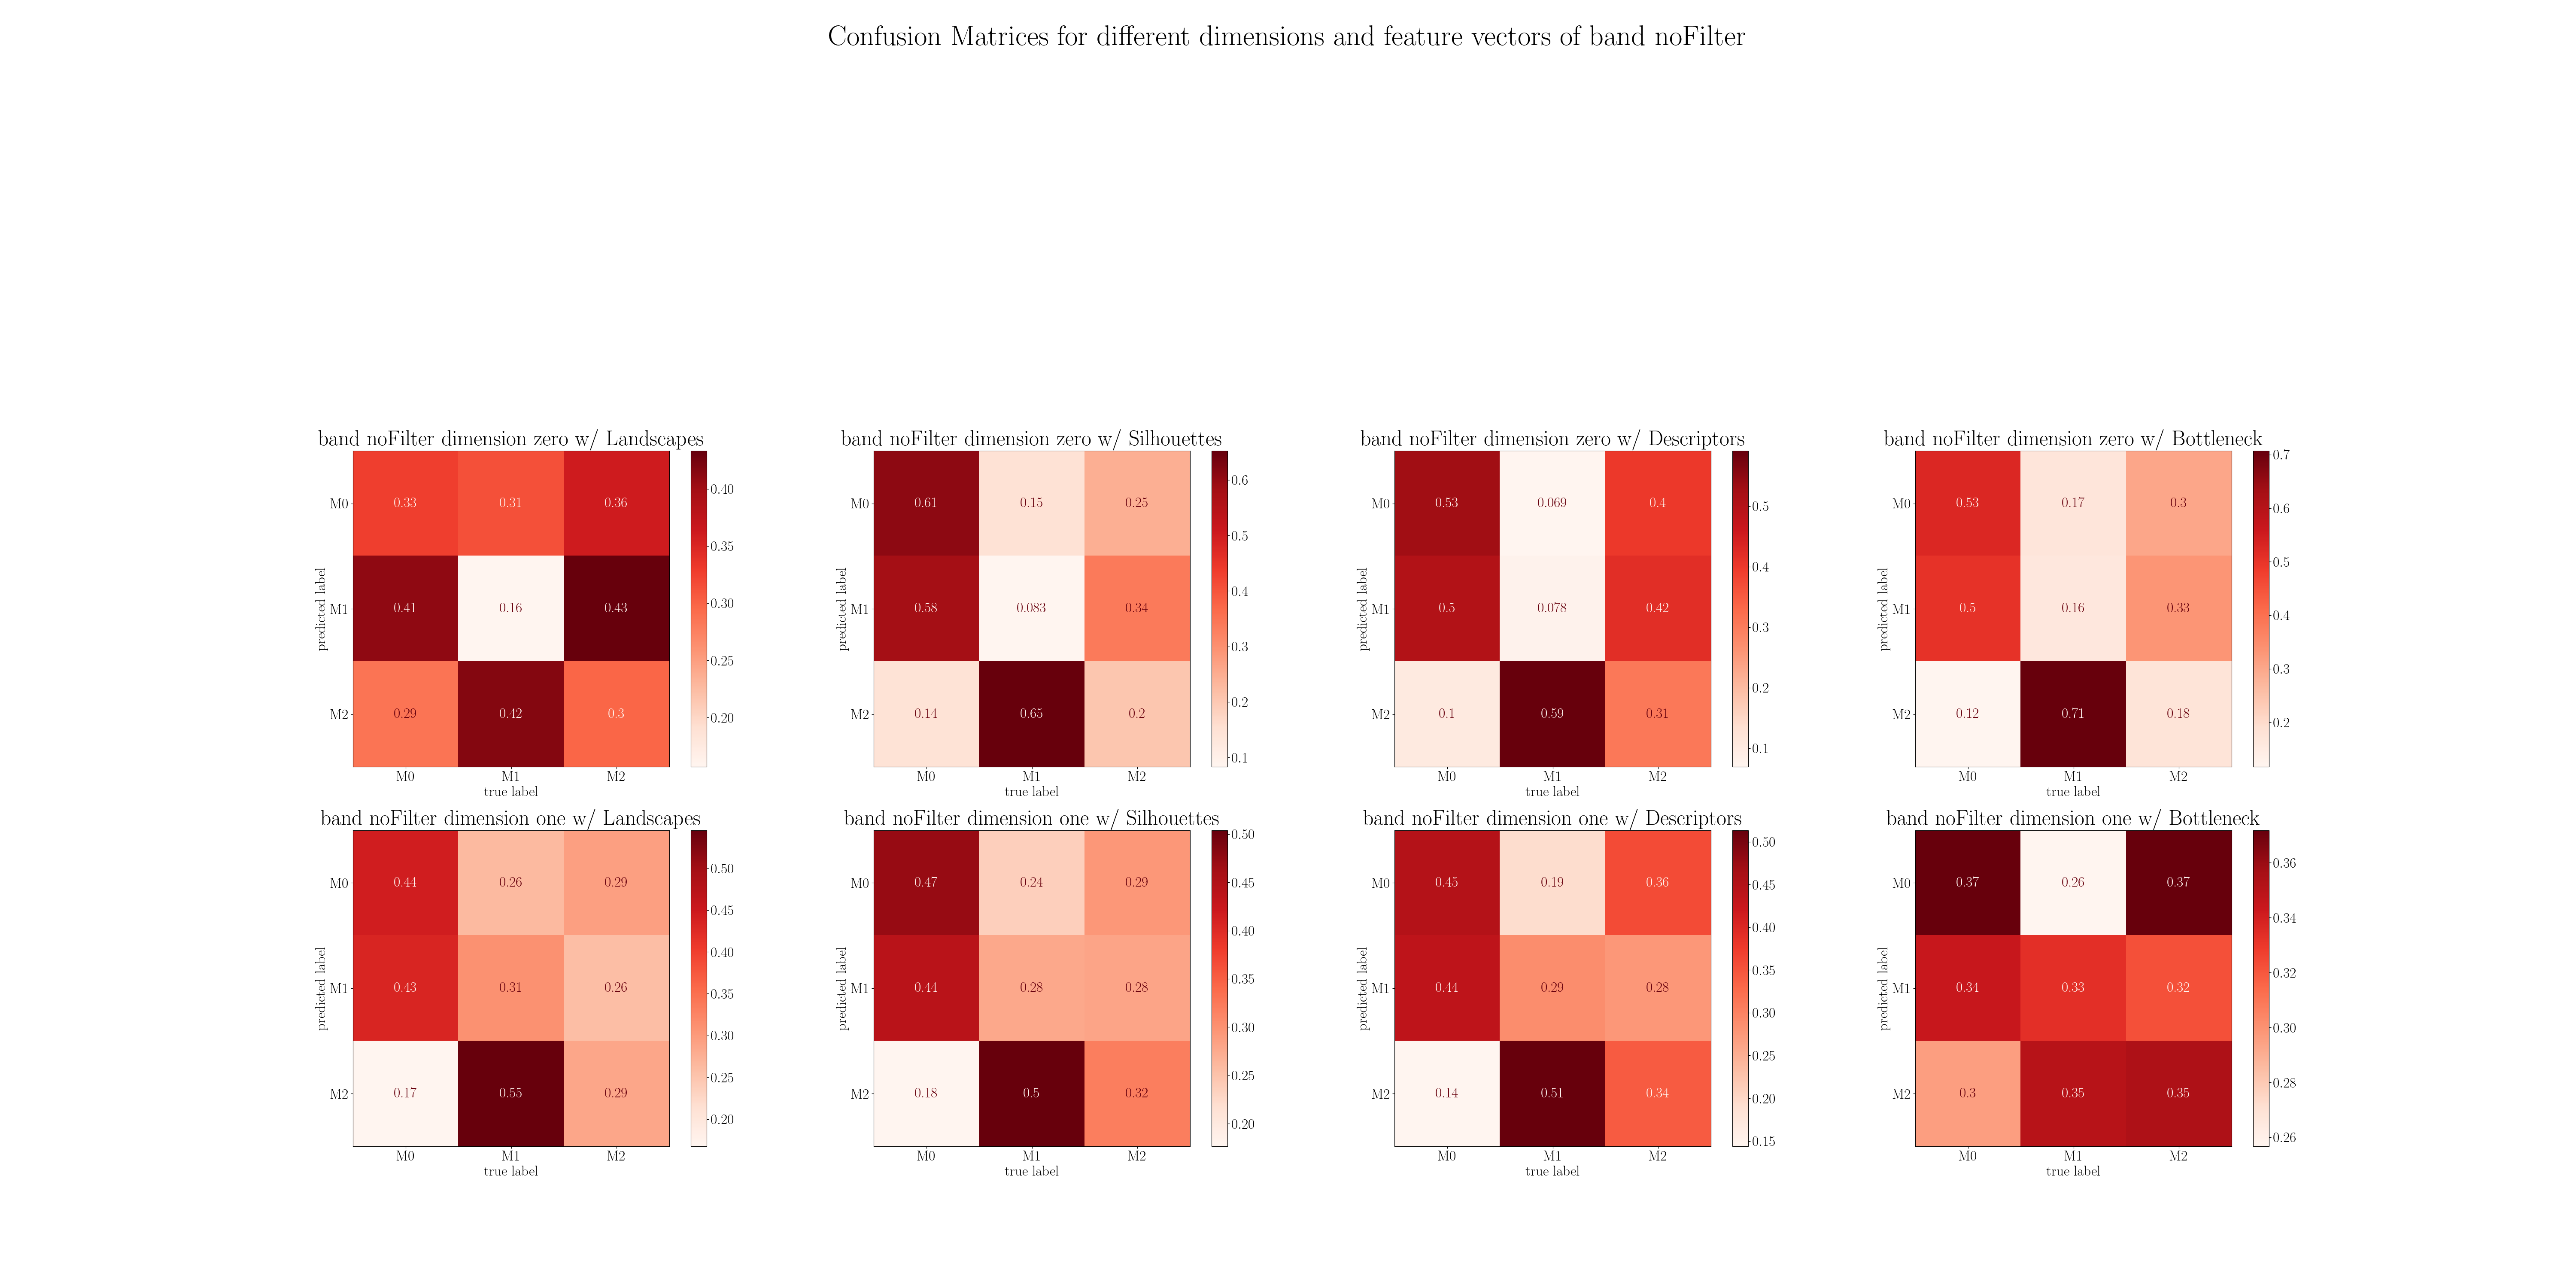 Confusion Matrices for different dimensions and feature vectors of band noFilter
band noFilter dimension zero w/ Landscapes
predicted label
M0
0.33 0.31 0.36
M1
0.41 0.16 0.43
M2
0.29 0.42 0.3
M0 M1 M2
true label
0.40
0.35
0.30
0.25
0.20
band noFilter dimension zero w/ Silhouettes
predicted label
M0
0.61 0.15 0.25
M1
0.58 0.083 0.34
M2
0.14 0.65 0.2
M0 M1 M2
true label
0.6
0.5
0.4
0.3
0.2
0.1
band noFilter dimension zero w/ Descriptors
predicted label
M0
0.53 0.069 0.4
M1
0.5 0.078 0.42
M2
0.1 0.59 0.31
M0 M1 M2
true label
0.5
0.4
0.3
0.2
0.1
band noFilter dimension zero w/ Bottleneck
predicted label
M0
0.53 0.17 0.3
M1
0.5 0.16 0.33
M2
0.12 0.71 0.18
M0 M1 M2
true label
0.7
0.6
0.5
0.4
0.3
0.2
band noFilter dimension one w/ Landscapes
predicted label
M0
0.44 0.26 0.29
M1
0.43 0.31 0.26
M2
0.17 0.55 0.29
M0 M1 M2
true label
0.50
0.45
0.40
0.35
0.30
0.25
0.20
band noFilter dimension one w/ Silhouettes
predicted label
M0
0.47 0.24 0.29
M1
0.44 0.28 0.28
M2
0.18 0.5 0.32
M0 M1 M2
true label
0.50
0.45
0.40
0.35
0.30
0.25
0.20
band noFilter dimension one w/ Descriptors
predicted label
M0
0.45 0.19 0.36
M1
0.44 0.29 0.28
M2
0.14 0.51 0.34
M0 M1 M2
true label
0.50
0.45
0.40
0.35
0.30
0.25
0.20
0.15
band noFilter dimension one w/ Bottleneck
predicted label
M0
0.37 0.26 0.37
M1
0.34 0.33 0.32
M2
0.3 0.35 0.35
M0 M1 M2
true label
0.36
0.34
0.32
0.30
0.28
0.26